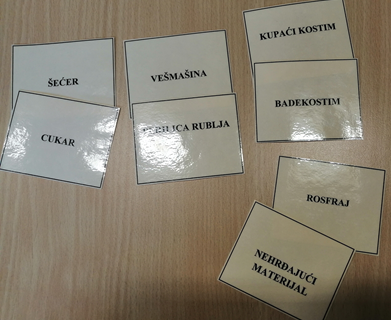 KUPAĆI KOSTIM
ŠEĆER
VEŠMAŠINA
BADEKOSTIM
CUKAR
RUBLJA
ROSFRAJ
NEHRĐAJUĆI
MATERIJAL